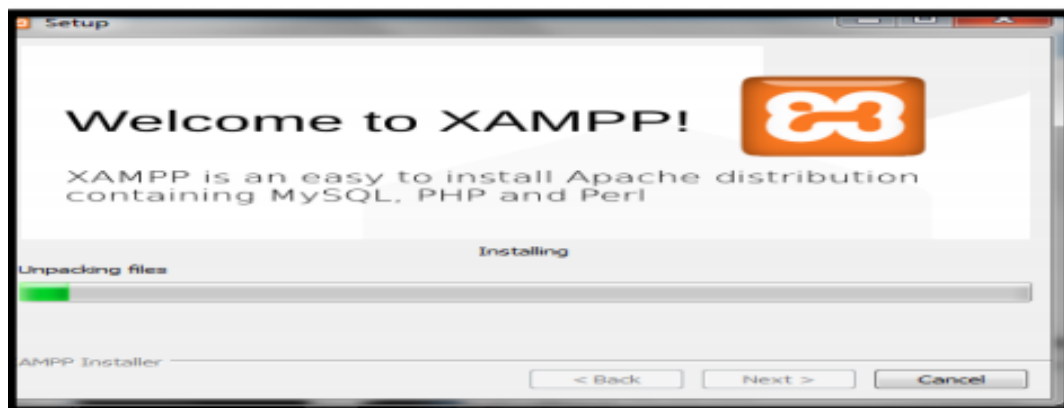 Setup
Welcome to XAMPP!
XAMPP is an easy to install Apache distribution
containing MySQL, PHP and Perl
Installing
Unpacking files
AMPP Installer
< Back
Next >
Cancel